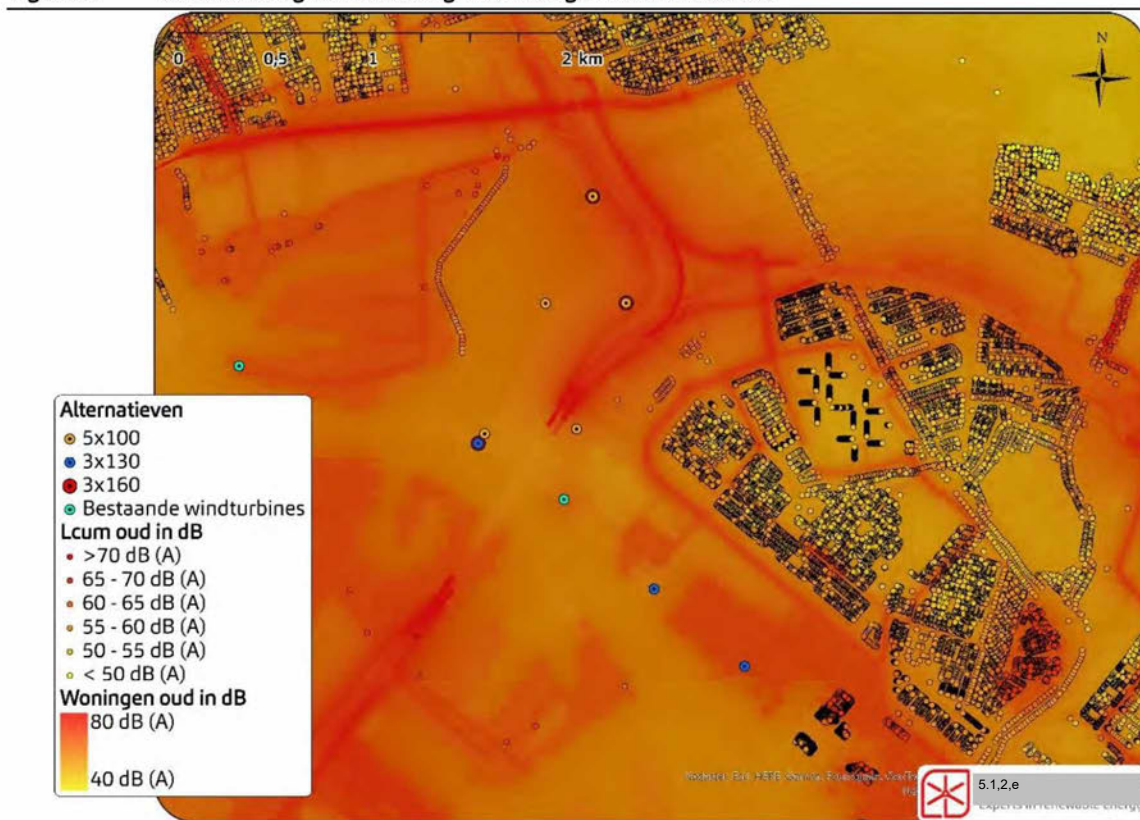 0 0,5 1 2 km
N
Alternatieven
5x100
3x130
3x160
Bestaande windturbines
Lcum oud in dB
>70 dB (A)
65 - 70 dB (A)
60 - 65 dB (A)
55 - 60 dB (A)
50 - 55 dB (A)
< 50 dB (A)
Woningen oud in dB
80 dB (A)
40 dB (A)
5.1,2,e